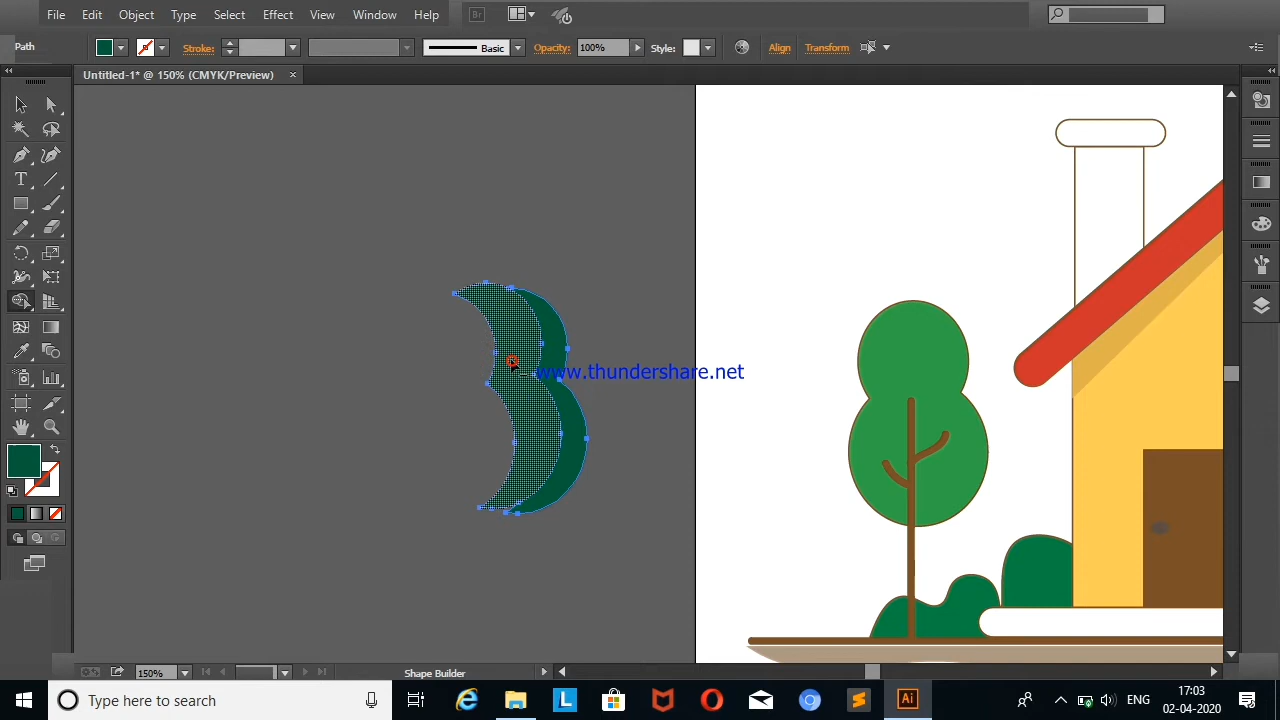 File Edit Object Type Select Effect View Window Help Br
Path Stroke: Basic Opacity: 100% Style: Align Transform
Untitled-1* @ 150% (CMYK/Preview) ×
www.thundershare.net
150% Shape Builder
Type here to search L Ai ENG 17:03
02-04-2020